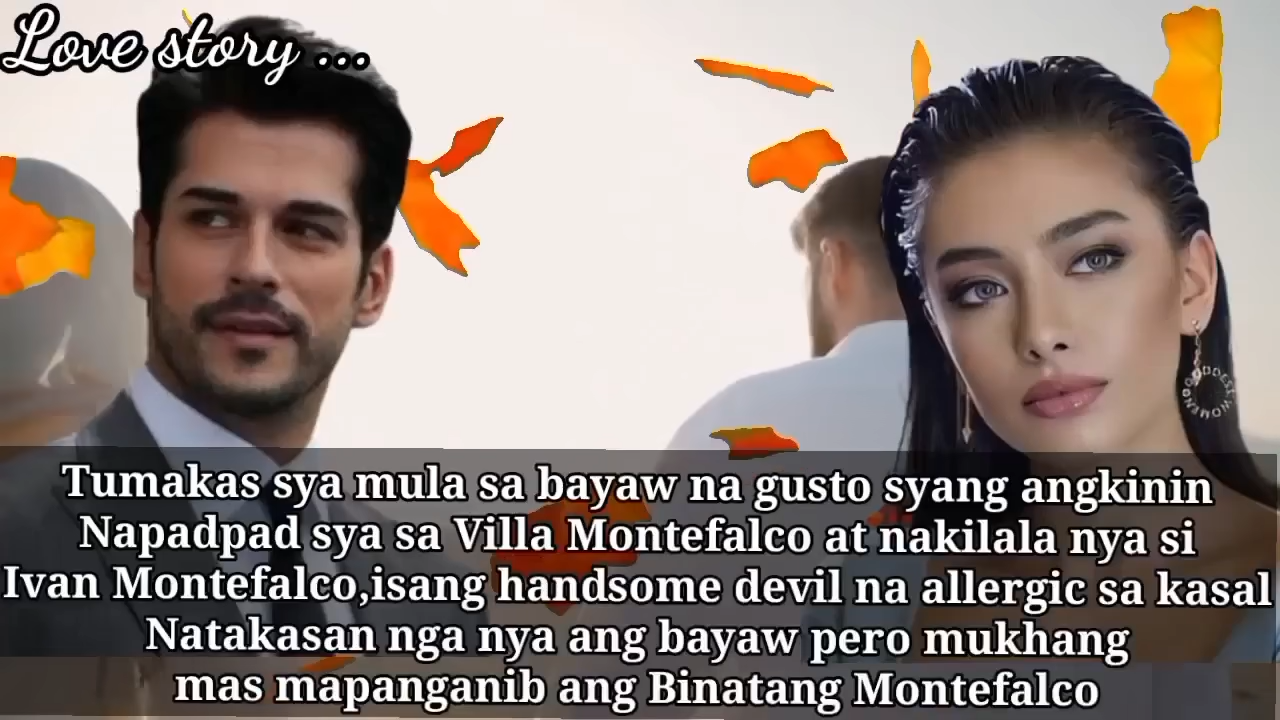 Love story ...
GODDESS WOMEN
Tumakas sya mula sa bayaw na gusto syang angkinin
Napadpad sya sa Villa Montefalco at nakilala nya si
Ivan Montefalco,isang handsome devil na allergic sa kasal
Natakasan nga nya ang bayaw pero mukhang
mas mapanganib ang Binatang Montefalco